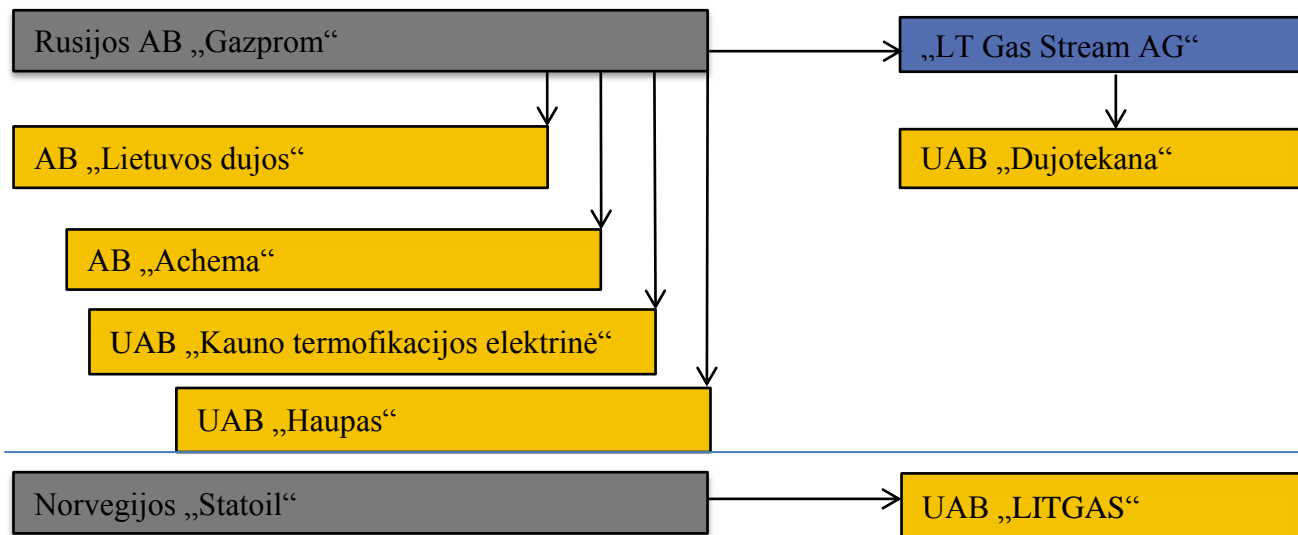 Rusijos AB „Gazprom“
„LT Gas Stream AG“
AB „Lietuvos dujos“
UAB „Dujotekana“
AB „Achema“
UAB „Kauno termofikacijos elektrinė“
UAB „Haupas“
Norvegijos „Statoil“
UAB „LITGAS“